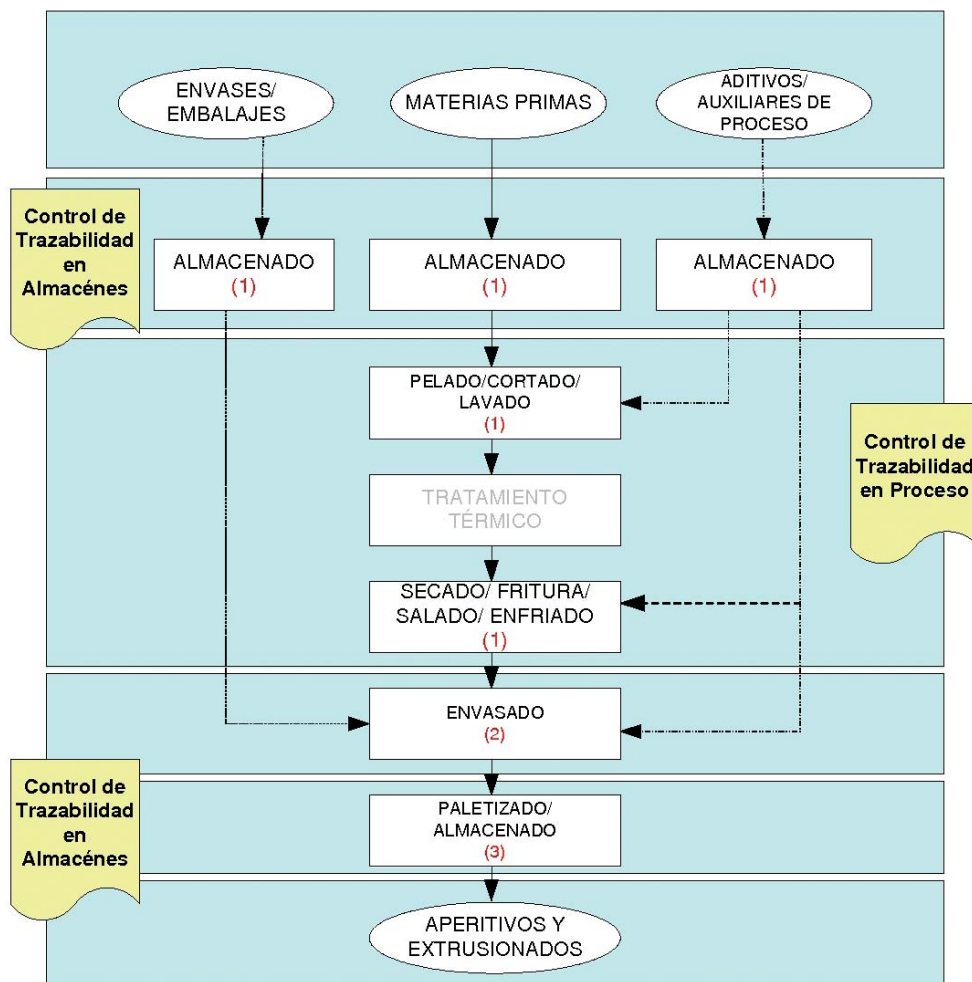 ENVASES/
EMBALAJES
MATERIAS PRIMAS
ADITIVOS/
AUXILIARES DE
PROCESO
Control de
Trazabilidad
en
Almacénes
ALMACENADO
(1)
ALMACENADO
(1)
ALMACENADO
(1)
PELADO/CORTADO/
LAVADO
(1)
Control de
Trazabilidad
en Proceso
TRATAMIENTO
TÉRMICO
SECADO/ FRITURA/
SALADO/ ENFRIADO
(1)
ENVASADO
(2)
Control de
Trazabilidad
en
Almacénes
PALETIZADO/
ALMACENADO
(3)
APERITIVOS Y
EXTRUSIONADOS